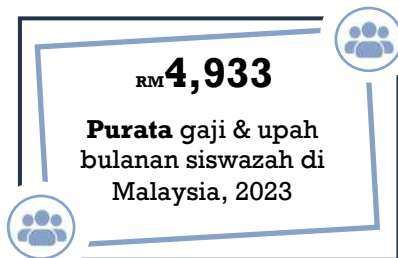 RM4,933
Purata gaji & upah
bulanan siswazah di
Malaysia, 2023